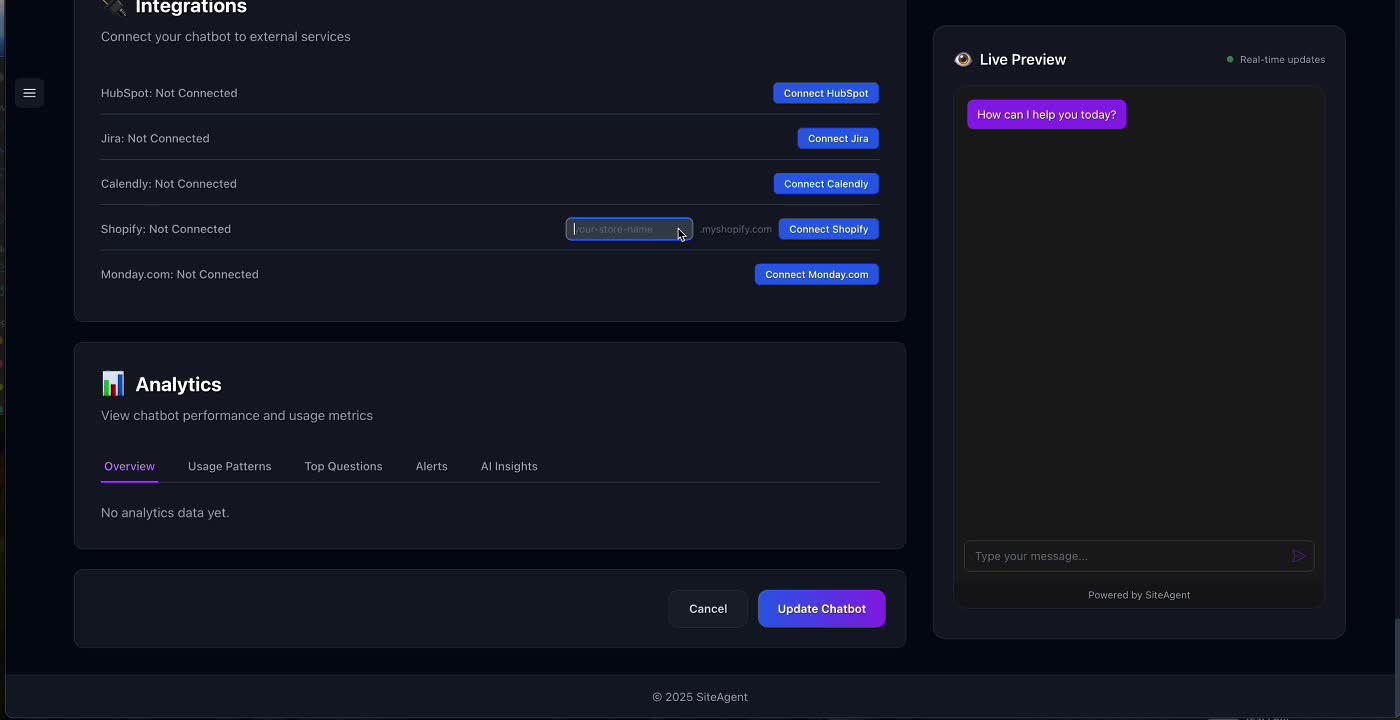 Integrations
Connect your chatbot to external services
HubSpot: Not Connected
Connect HubSpot
Jira: Not Connected
Connect Jira
Calendly: Not Connected
Connect Calendly
Shopify: Not Connected
your-store-name
.myshopify.com
Connect Shopify
Monday.com: Not Connected
Connect Monday.com
Analytics
View chatbot performance and usage metrics
Overview
Usage Patterns
Top Questions
Alerts
AI Insights
No analytics data yet.
Cancel
Update Chatbot
Live Preview
Real-time updates
How can I help you today?
Type your message...
Powered by SiteAgent
© 2025 SiteAgent